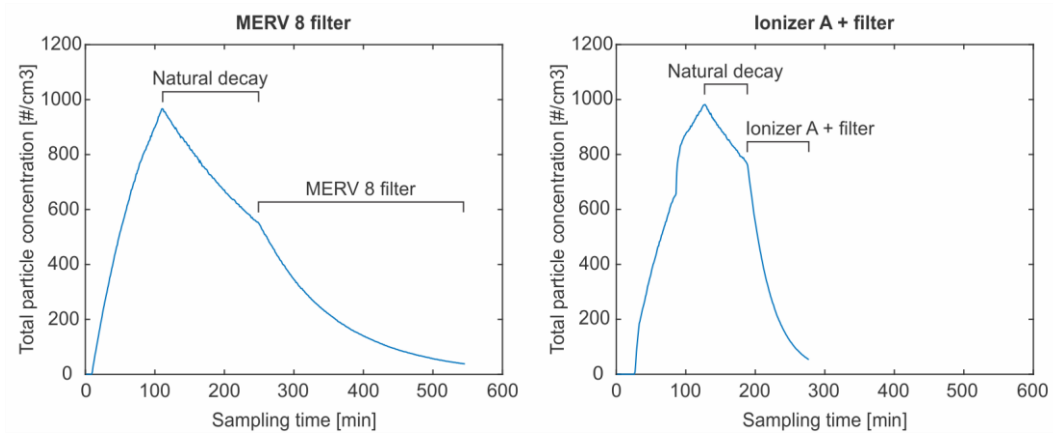 MERV 8 filter
Total particle concentration [#/cm3]
1200
1000
800
600
400
200
0
Natural decay
MERV 8 filter
0 100 200 300 400 500 600
Sampling time [min]
Ionizer A + filter
Total particle concentration [#/cm3]
1200
1000
800
600
400
200
0
Natural decay
Ionizer A + filter
0 100 200 300 400 500 600
Sampling time [min]